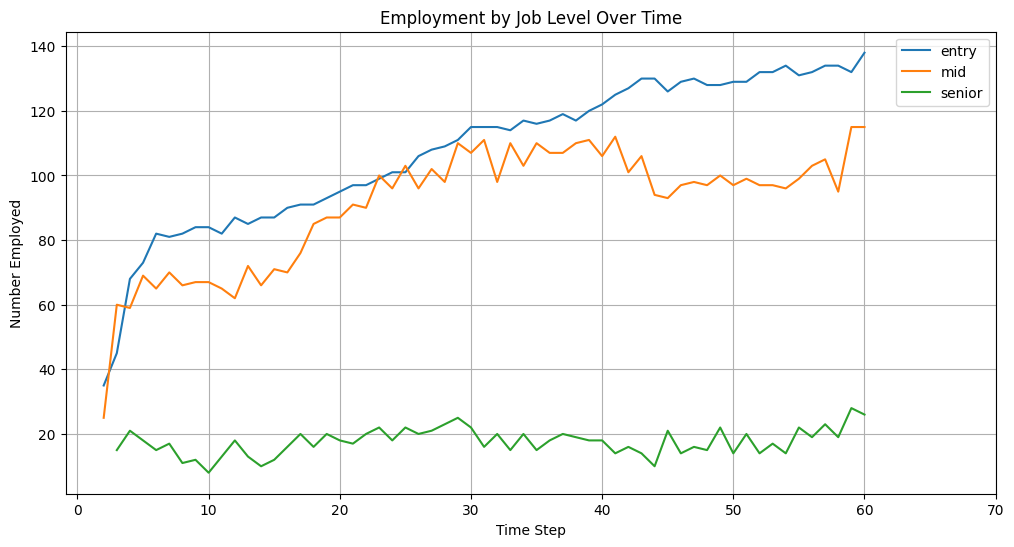 Employment by Job Level Over Time
entry
mid
senior
Number Employed
140
120
100
80
60
40
20
0
10
20
30
40
50
60
70
Time Step